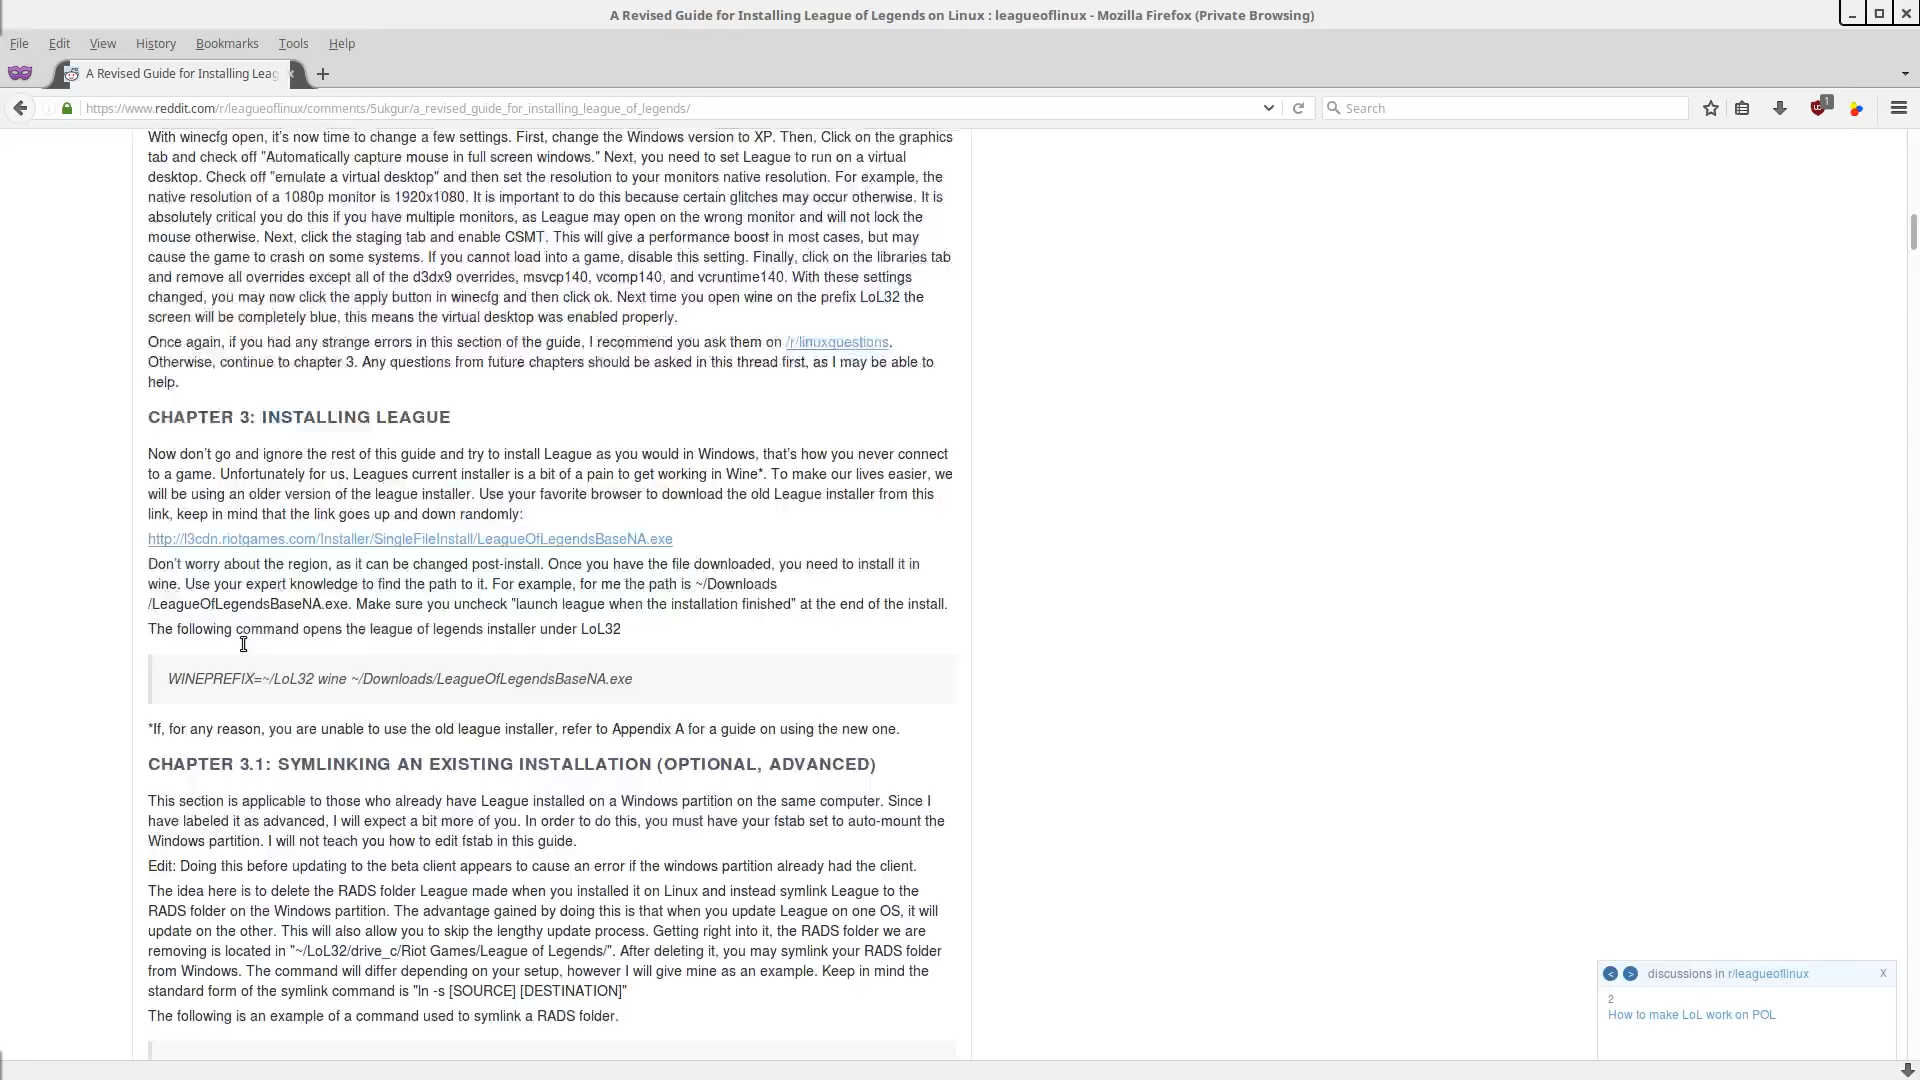 A Revised Guide for Installing League of Legends on Linux : leagueoflinux - Mozilla Firefox (Private Browsing)
File Edit View History Bookmarks Tools Help
A Revised Guide for Installing Leag
https://www.reddit.com/r/leagueoflinux/comments/5ukgur/a_revised_guide_for_installing_league_of_legends/
Search
1
With winecfg open, it's now time to change a few settings. First, change the Windows version to XP. Then, Click on the graphics
tab and check off "Automatically capture mouse in full screen windows." Next, you need to set League to run on a virtual
desktop. Check off "emulate a virtual desktop" and then set the resolution to your monitors native resolution. For example, the
native resolution of a 1080p monitor is 1920x1080. It is important to do this because certain glitches may occur otherwise. It is
absolutely critical you do this if you have multiple monitors, as League may open on the wrong monitor and will not lock the
mouse otherwise. Next, click the staging tab and enable CSMT. This will give a performance boost in most cases, but may
cause the game to crash on some systems. If you cannot load into a game, disable this setting. Finally, click on the libraries tab
and remove all overrides except all of the d3dx9 overrides, msvcp140, vcomp140, and vcruntime140. With these settings
changed, you may now click the apply button in winecfg and then click ok. Next time you open wine on the prefix LoL32 the
screen will be completely blue, this means the virtual desktop was enabled properly.
Once again, if you had any strange errors in this section of the guide, I recommend you ask them on /r/linuxquestions.
Otherwise, continue to chapter 3. Any questions from future chapters should be asked in this thread first, as I may be able to
help.
CHAPTER 3: INSTALLING LEAGUE
Now don't go and ignore the rest of this guide and try to install League as you would in Windows, that's how you never connect
to a game. Unfortunately for us, Leagues current installer is a bit of a pain to get working in Wine*. To make our lives easier, we
will be using an older version of the league installer. Use your favorite browser to download the old League installer from this
link, keep in mind that the link goes up and down randomly:
http://l3cdn.riotgames.com/Installer/SingleFileInstall/LeagueOfLegendsBaseNA.exe
Don't worry about the region, as it can be changed post-install. Once you have the file downloaded, you need to install it in
wine. Use your expert knowledge to find the path to it. For example, for me the path is ~/Downloads
/LeagueOfLegendsBaseNA.exe. Make sure you uncheck "launch league when the installation finished" at the end of the install.
The following command opens the league of legends installer under LoL32
WINEPREFIX=~/LoL32 wine ~/Downloads/LeagueOfLegendsBaseNA.exe
*If, for any reason, you are unable to use the old league installer, refer to Appendix A for a guide on using the new one.
CHAPTER 3.1: SYMLINKING AN EXISTING INSTALLATION (OPTIONAL, ADVANCED)
This section is applicable to those who already have League installed on a Windows partition on the same computer. Since I
have labeled it as advanced, I will expect a bit more of you. In order to do this, you must have your fstab set to auto-mount the
Windows partition. I will not teach you how to edit fstab in this guide.
Edit: Doing this before updating to the beta client appears to cause an error if the windows partition already had the client.
The idea here is to delete the RADS folder League made when you installed it on Linux and instead symlink League to the
RADS folder on the Windows partition. The advantage gained by doing this is that when you update League on one OS, it will
update on the other. This will also allow you to skip the lengthy update process. Getting right into it, the RADS folder we are
removing is located in "~/LoL32/drive_c/Riot Games/League of Legends/". After deleting it, you may symlink your RADS folder
from Windows. The command will differ depending on your setup, however I will give mine as an example. Keep in mind the
standard form of the symlink command is "ln -s [SOURCE] [DESTINATION]"
The following is an example of a command used to symlink a RADS folder.
< > discussions in r/leagueoflinux X
2
How to make LoL work on POL